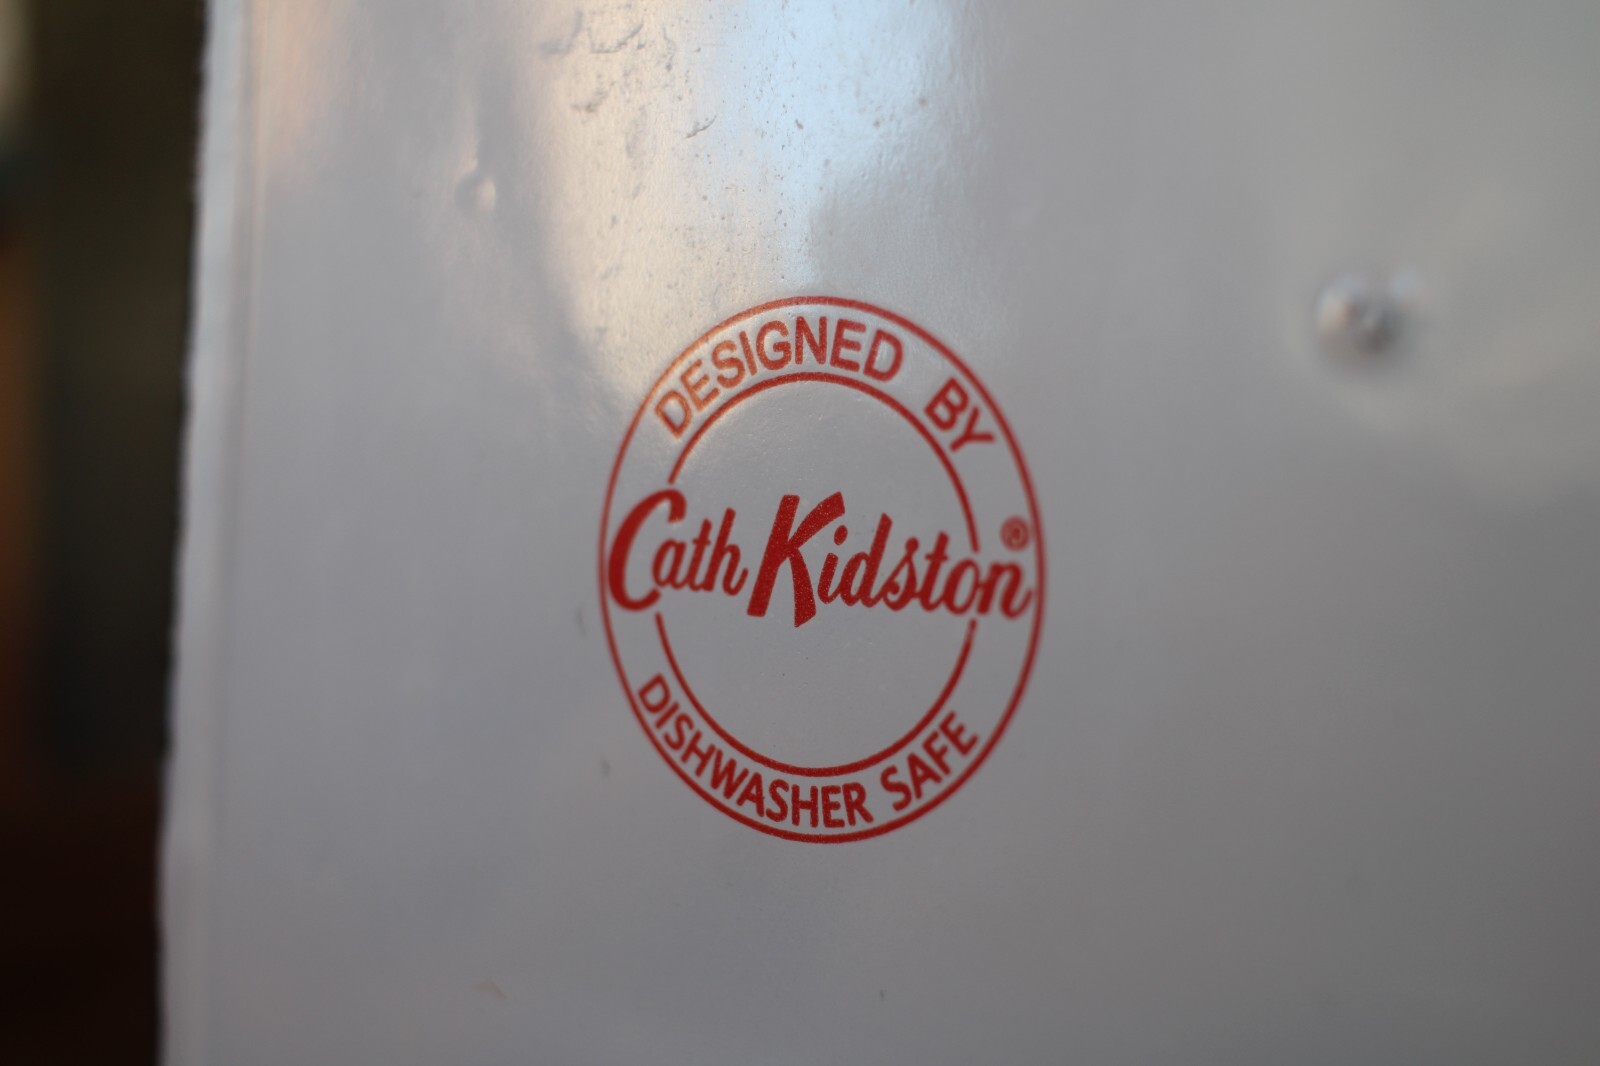 DESIGNED BY
Cath Kidston®
DISHWASHER SAFE